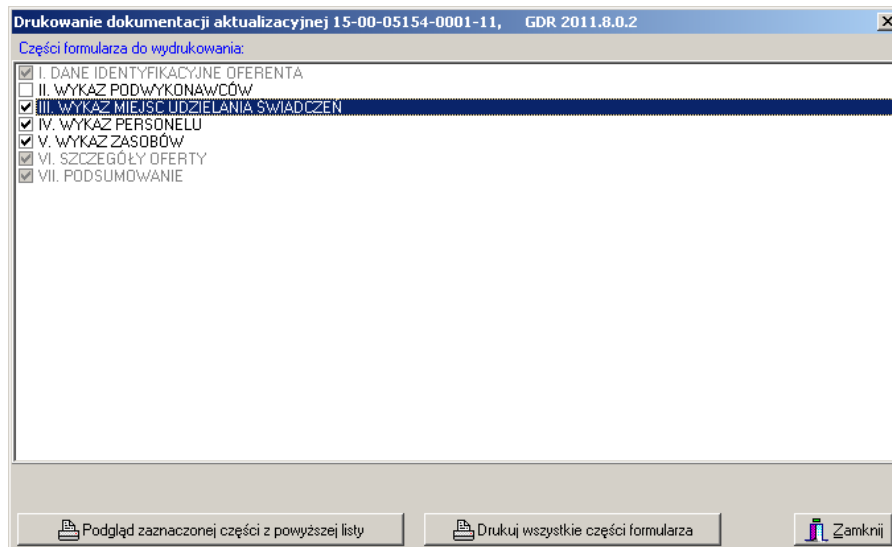 Drukowanie dokumentacji aktualizacyjnej 15-00-05154-0001-11, GDR 2011.8.0.2
Części formularza do wydrukowania:
I. DANE IDENTYFIKACYJNE OFERENTA
II. WYKAZ PODWYKONAWCÓW
III. WYKAZ MIEJSC UDZIELANIA ŚWIADCZEŃ
IV. WYKAZ PERSONELU
V. WYKAZ ZASOBÓW
VI. SZCZEGÓŁY OFERTY
VII. PODSUMOWANIE
Podgląd zaznaczonej części z powyższej listy
Drukuj wszystkie części formularza
Zamknij